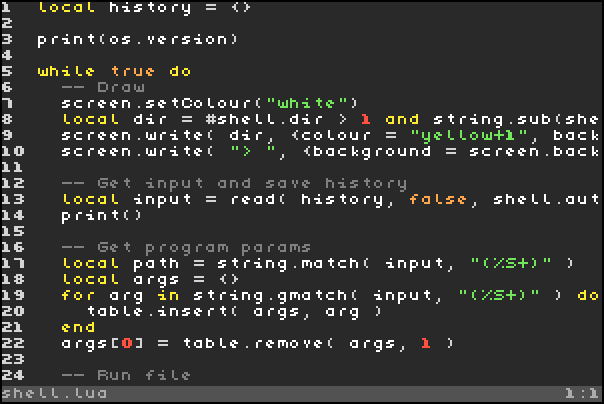 1 local history = {}
2
3 print(os.version)
4
5 while true do
6 -- Draw
7 screen.setColour("white")
8 local dir = #shell.dir > 1 and string.sub(she
9 screen.write( dir, {colour = "yellow+1", back
10 screen.write( "> ", {background = screen.back
11
12 -- Get input and save history
13 local input = read( history, false, shell.aut
14 print()
15
16 -- Get program params
17 local path = string.match( input, "(%S+)" )
18 local args = {}
19 for arg in string.gmatch( input, "(%S+)" ) do
20 table.insert( args, arg )
21 end
22 args[0] = table.remove( args, 1 )
23
24 -- Run file
shell.lua 1:1